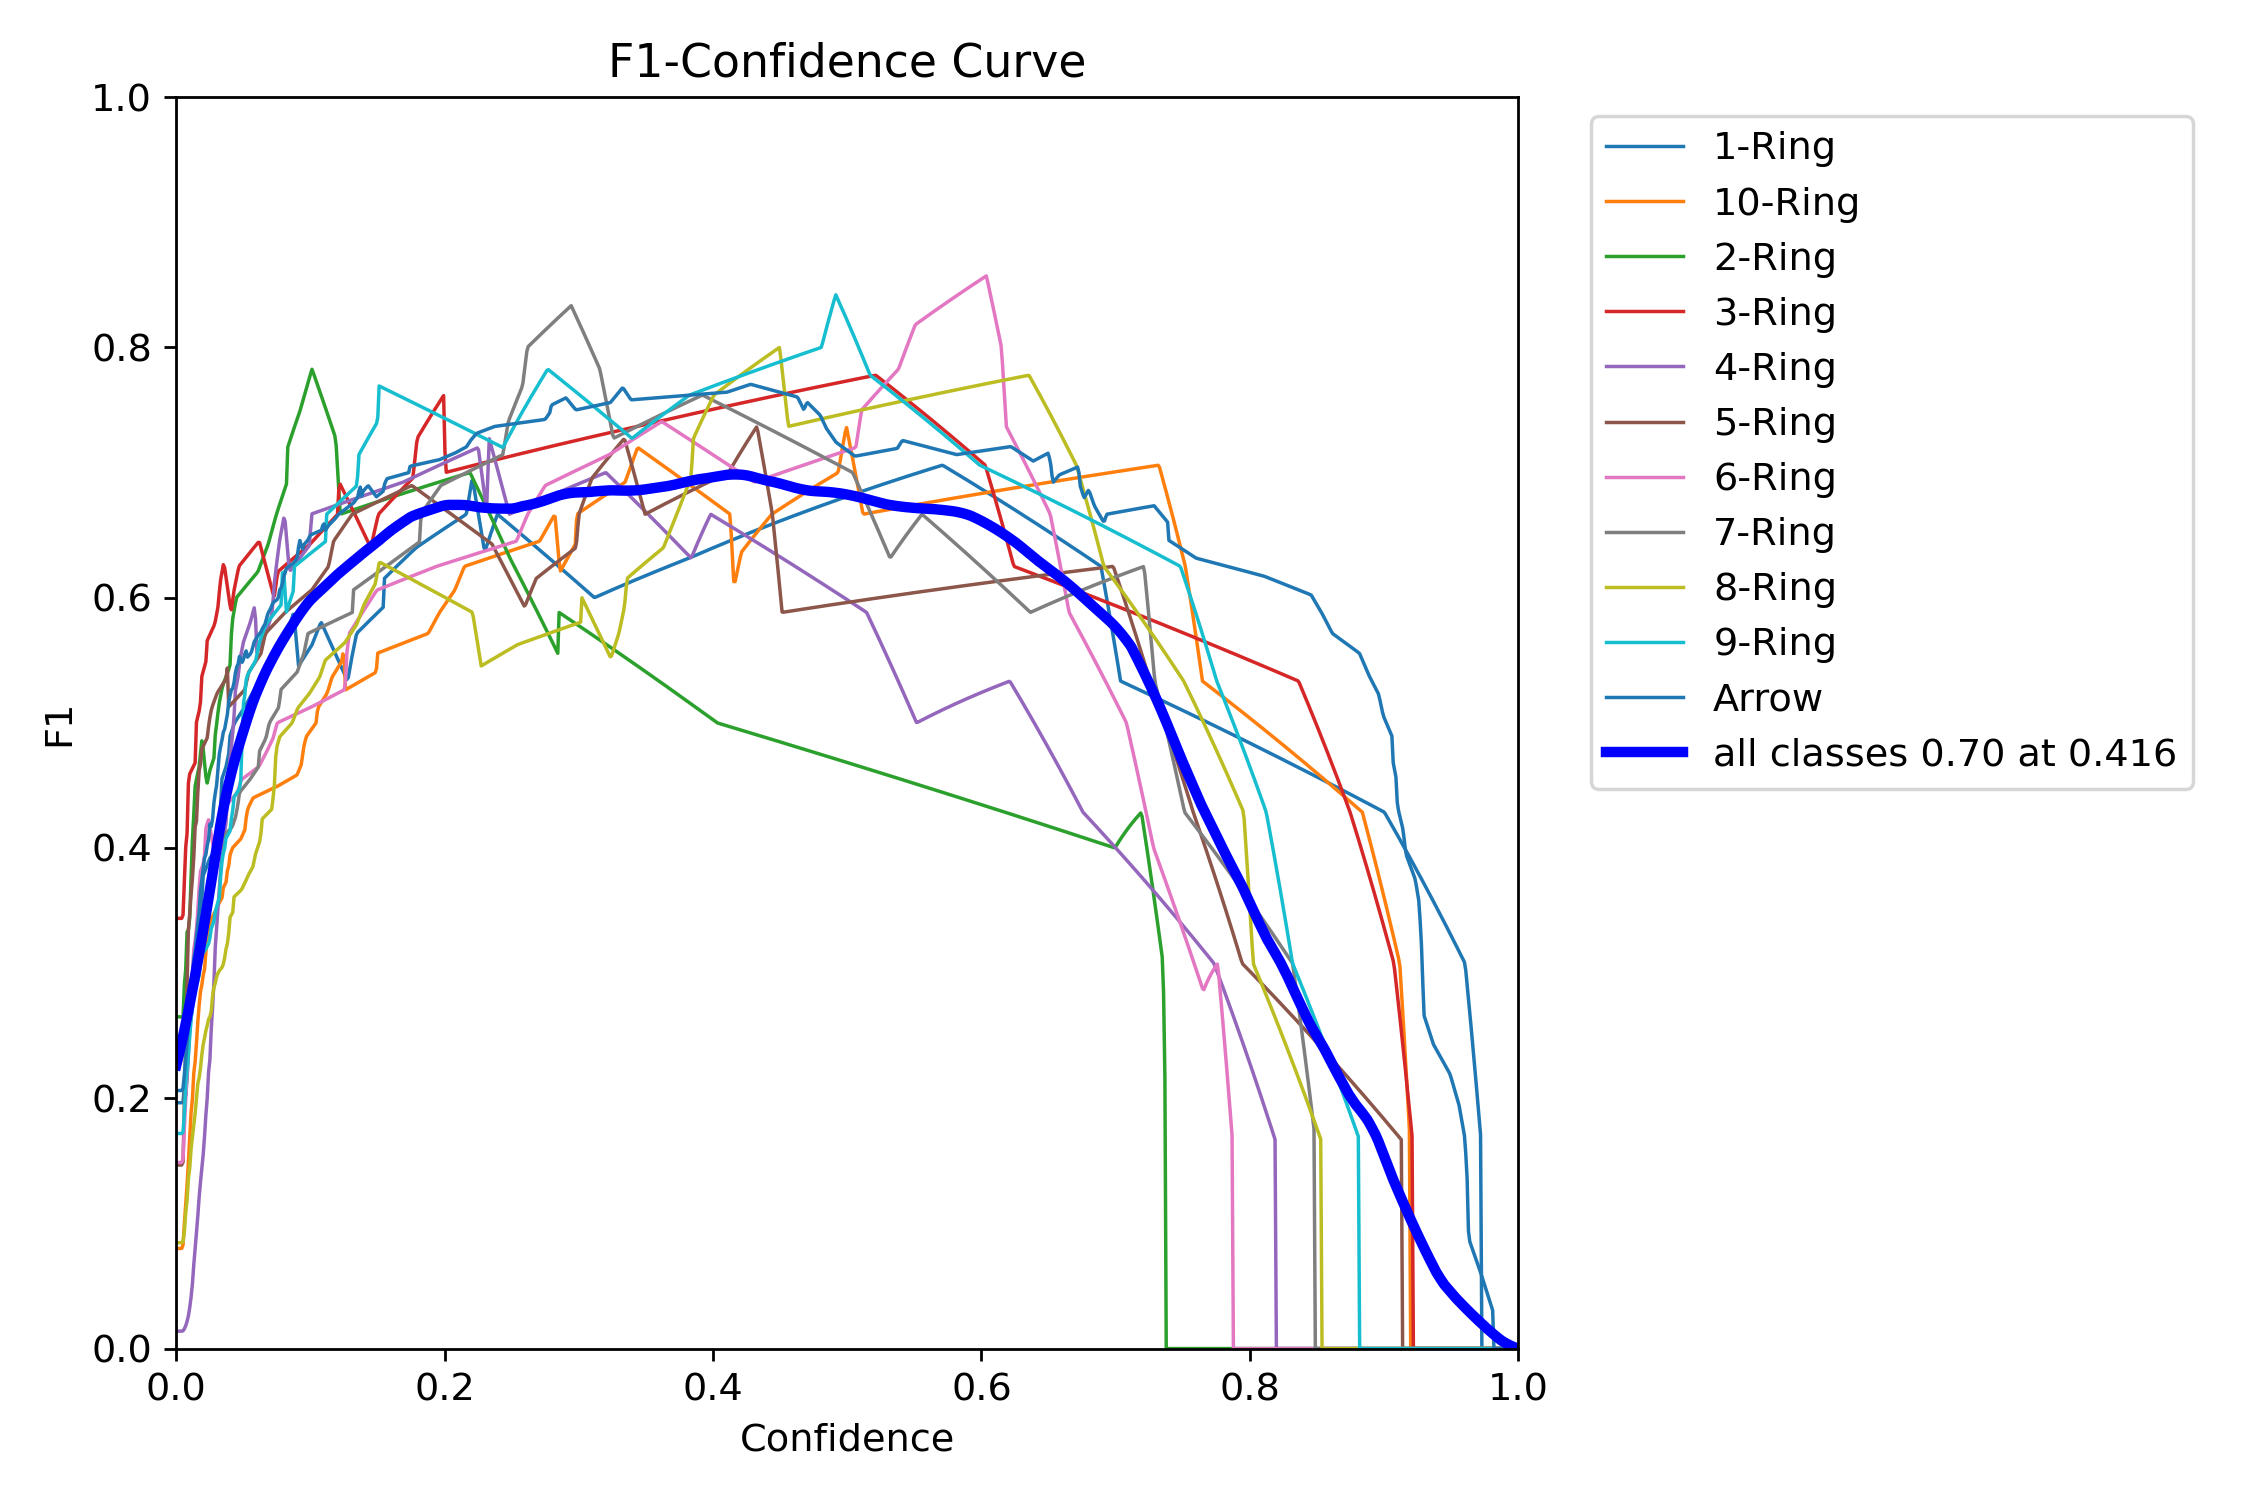 F1-Confidence Curve
1.0
0.8
0.6
0.4
0.2
0.0
F1
0.0 0.2 0.4 0.6 0.8 1.0
Confidence
1-Ring
10-Ring
2-Ring
3-Ring
4-Ring
5-Ring
6-Ring
7-Ring
8-Ring
9-Ring
Arrow
all classes 0.70 at 0.416